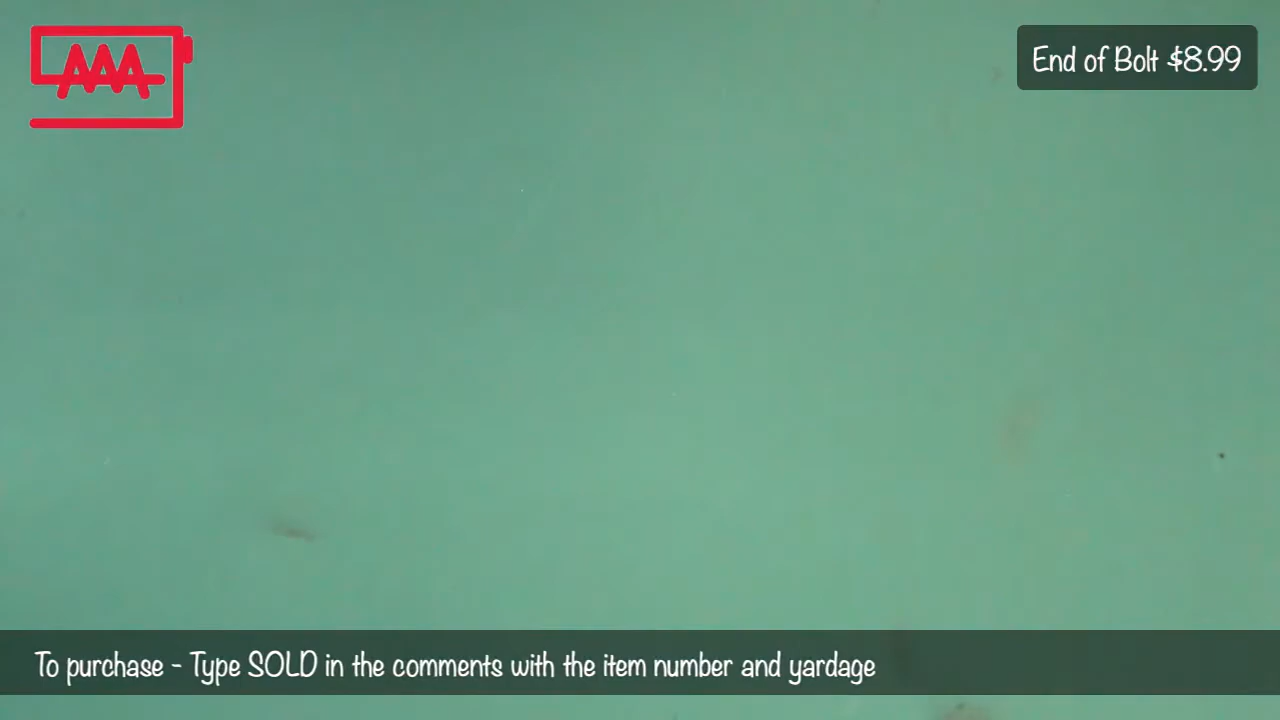 AAA
End of Bolt $8.99
To purchase - Type SOLD in the comments with the item number and yardage